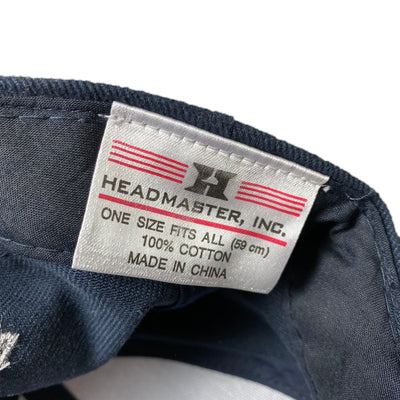 H
HEADMASTER, INC.
ONE SIZE FITS ALL (59 cm)
100% COTTON
MADE IN CHINA